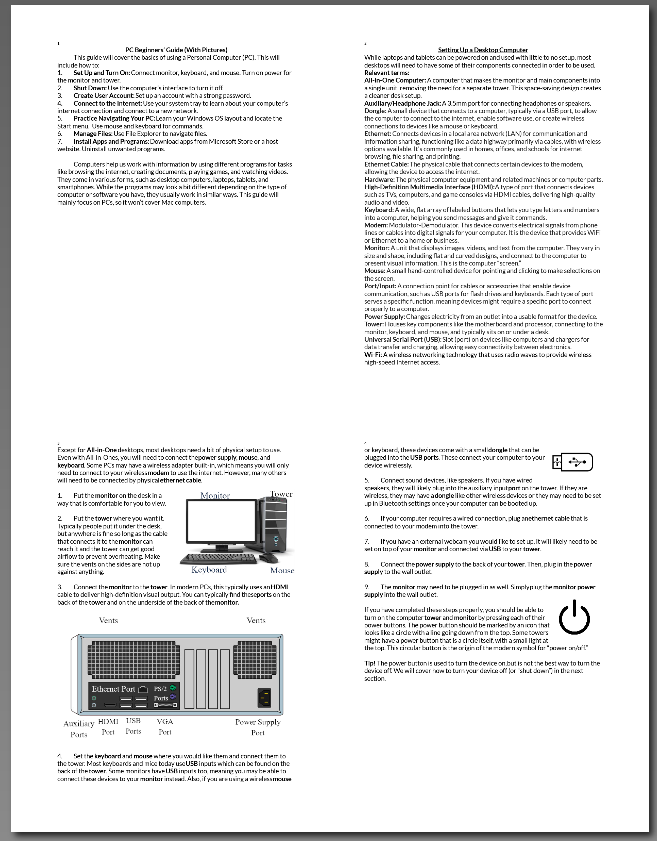 1
PC Beginners' Guide (With Pictures)
This guide will cover the basics of using a Personal Computer (PC). This will
include how to:
1. Set Up and Turn On: Connect monitor, keyboard, and mouse. Turn on power for
the monitor and tower.
2. Shut Down: Use the computer's interface to turn it off.
3. Create User Account: Set up an account with a strong password.
4. Connect to the Internet: Use your system tray to learn about your computer's
internet connection and connect to a new network.
5. Practice Navigating Your PC: Learn your Windows OS layout and locate the
Start menu. Use mouse and keyboard for commands.
6. Manage Files: Use File Explorer to navigate files.
7. Install Apps and Programs: Download apps from Microsoft Store or a host
website. Uninstall unwanted programs.
Computers help us work with information by using different programs for tasks
like browsing the internet, creating documents, playing games, and watching videos.
They come in various forms, such as desktop computers, laptops, tablets, and
smartphones. While the programs may look a bit different depending on the type of
computer or software you have, they usually work in similar ways. This guide will
mainly focus on PCs, so it won't cover Mac computers.
2
Setting Up a Desktop Computer
While laptops and tablets can be powered on and used with little to no setup, most
desktops will need to have some of their components connected in order to be used.
Relevant terms:
All-in-One Computer: A computer that makes the monitor and main components into
a single unit, removing the need for a separate tower. This space-saving design creates
a cleaner desk setup.
Auxiliary/Headphone Jack: A 3.5mm port for connecting headphones or speakers.
Dongle: A small device that connects to a computer, typically via a USB port, to allow
the computer to connect to the internet, enable software use, or create wireless
connections to devices like a mouse or keyboard.
Ethernet: Connects devices in a local area network (LAN) for communication and
information sharing, functioning like a data highway primarily via cables, with wireless
options available. It's commonly used in homes, offices, and schools for internet
browsing, file sharing, and printing.
Ethernet Cable: The physical cable that connects certain devices to the modem,
allowing the device to access the internet.
Hardware: The physical computer equipment and related machines or computer parts.
High-Definition Multimedia Interface (HDMI): A type of port that connects devices,
such as TVs, computers, and game consoles via HDMI cables, delivering high-quality
audio and video.
Keyboard: A wide, flat array of labeled buttons that lets you type letters and numbers
into a computer, helping you send messages and give it commands.
Modem: Modulator-Demodulator. This device converts electrical signals from phone
lines or cables into digital signals for your computer. It is the device that provides WiFi
or Ethernet to a home or business.
Monitor: A unit that displays images, videos, and text from the computer. They vary in
size and shape, including flat and curved designs, and connect to the computer to
present visual information. This is the computer "screen."
Mouse: A small hand-controlled device for pointing and clicking to make selections on
the screen.
Port/Input: A connection point for cables or accessories that enable device
communication, such as USB ports for flash drives and keyboards. Each type of port
serves a specific function, meaning devices might require a specific port to connect
properly to a computer.
Power Supply: Changes electricity from an outlet into a usable format for the device.
Tower: Houses key components like the motherboard and processor, connecting to the
monitor, keyboard, and mouse, and typically sits on or under a desk.
Universal Serial Port (USB): Slot (port) on devices like computers and chargers for
data transfer and charging, allowing easy connectivity between electronics.
Wi-Fi: A wireless networking technology that uses radio waves to provide wireless
high-speed Internet access.
3
Except for All-in-One desktops, most desktops need a bit of physical setup to use.
Even with All-in-Ones, you will need to connect the power supply, mouse, and
keyboard. Some PCs may have a wireless adapter built-in, which means you will only
need to connect to your wireless modem to use the internet. However, many others
will need to be connected by physical ethernet cable.
1. Put the monitor on the desk in a
way that is comfortable for you to view.
2. Put the tower where you want it.
Typically people put it under the desk,
but anywhere is fine so long as the cable
that connects it to the monitor can
reach it and the tower can get good
airflow to prevent overheating. Make
sure the vents on the sides are not up
against anything.
Monitor Tower
Keyboard Mouse
3. Connect the monitor to the tower. In modern PCs, this typically uses an HDMI
cable to deliver high-definition visual output. You can typically find these ports on the
back of the tower and on the underside of the back of the monitor.
Vents Vents
Ethernet Port PS/2
Ports
Auxiliary HDMI USB VGA Power Supply
Ports Port Ports Port Port
4. Set the keyboard and mouse where you would like them and connect them to
the tower. Most keyboards and mice today use USB inputs which can be found on the
back of the tower. Some monitors have USB inputs too, meaning you may be able to
connect these devices to your monitor instead. Also, if you are using a wireless mouse
4
or keyboard, these devices come with a small dongle that can be
plugged into the USB ports. These connect your computer to your
device wirelessly.
5. Connect sound devices, like speakers. If you have wired
speakers, they will likely plug into the auxiliary input port on the tower. If they are
wireless, they may have a dongle like other wireless devices or they may need to be set
up in Bluetooth settings once your computer can be booted up.
6. If your computer requires a wired connection, plug an ethernet cable that is
connected to your modem into the tower.
7. If you have an external webcam you would like to set up, it will likely need to be
set on top of your monitor and connected via USB to your tower.
8. Connect the power supply to the back of your tower. Then, plug in the power
supply to the wall outlet.
9. The monitor may need to be plugged in as well. Simply plug the monitor power
supply into the wall outlet.
If you have completed these steps properly, you should be able to
turn on the computer tower and monitor by pressing each of their
power buttons. The power button should be marked by an icon that
looks like a circle with a line going down from the top. Some towers
might have a power button that is a circle itself, with a small light at
the top. This circular button is the origin of the modern symbol for "power on/off."
Tip! The power button is used to turn the device on, but is not the best way to turn the
device off. We will cover how to turn your device off (or "shut down") in the next
section.